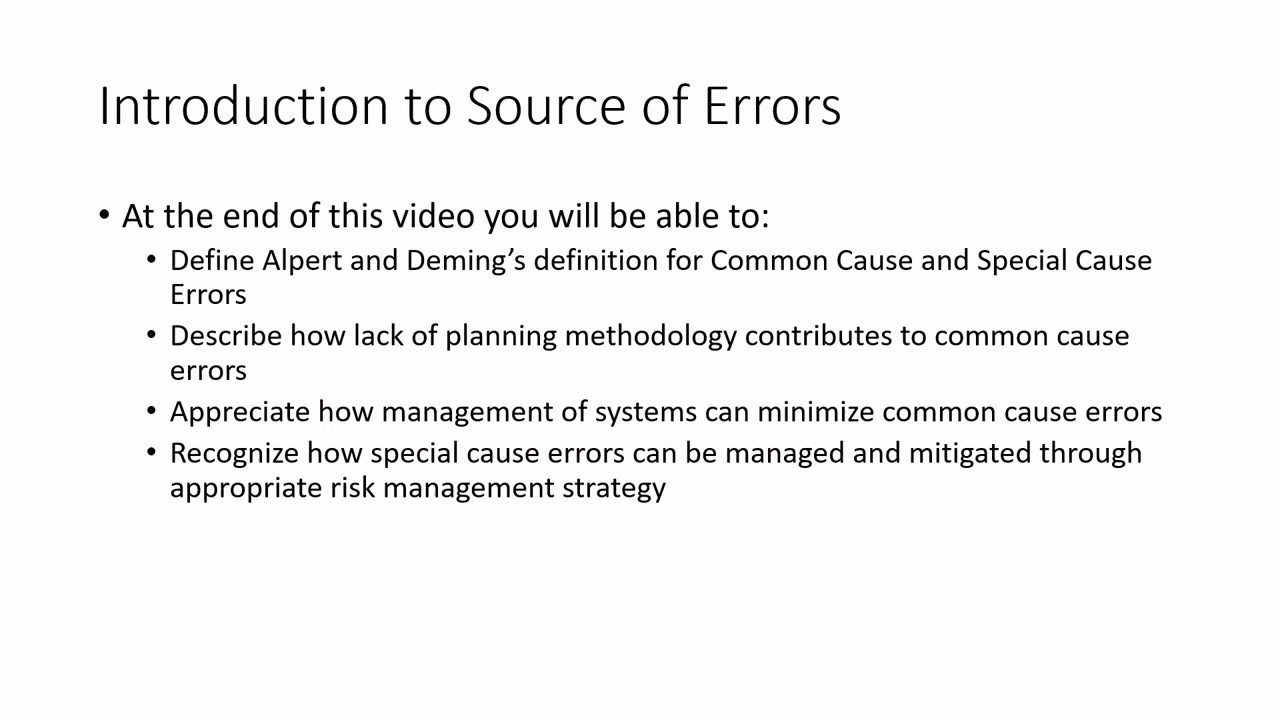 Introduction to Source of Errors
• At the end of this video you will be able to:
• Define Alpert and Deming’s definition for Common Cause and Special Cause
Errors
• Describe how lack of planning methodology contributes to common cause
errors
• Appreciate how management of systems can minimize common cause errors
• Recognize how special cause errors can be managed and mitigated through
appropriate risk management strategy